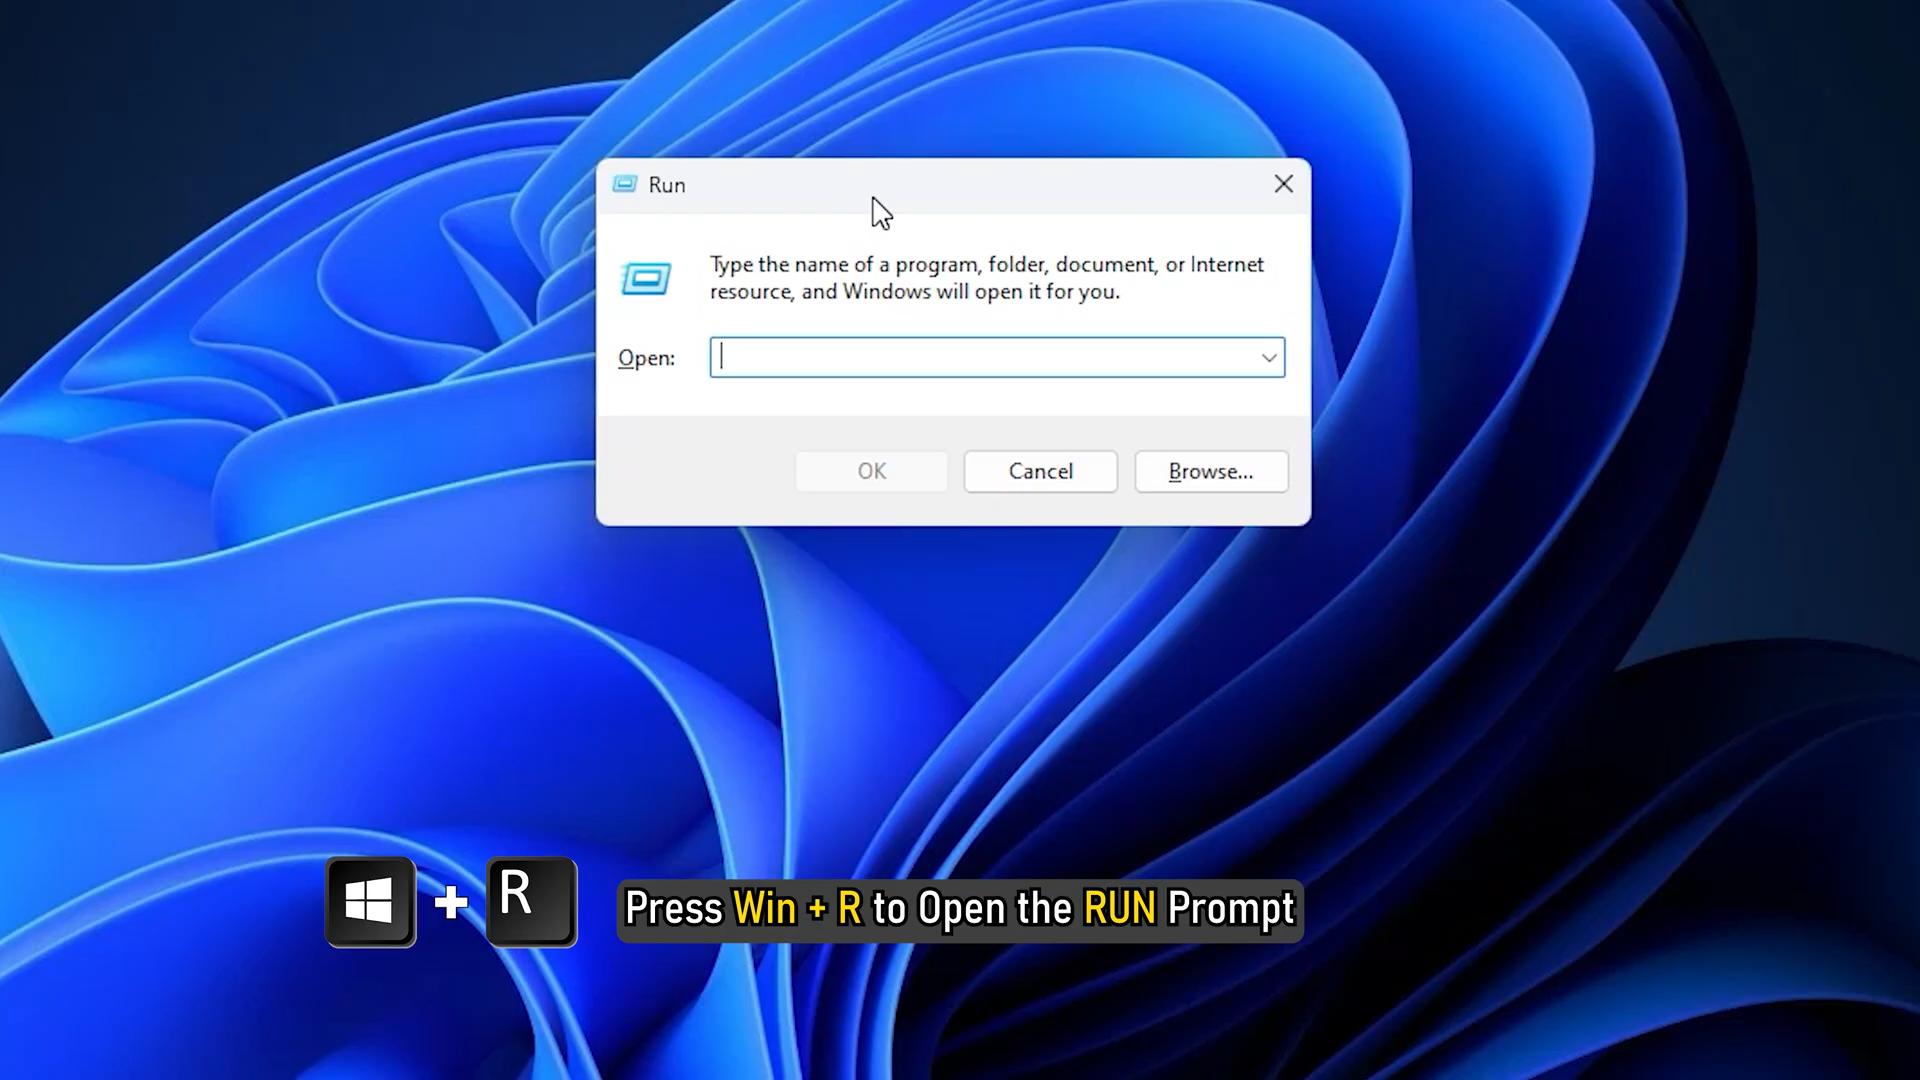 Run
Type the name of a program, folder, document, or Internet
resource, and Windows will open it for you.
Open:
OK
Cancel
Browse...
+ R
Press Win + R to Open the RUN Prompt